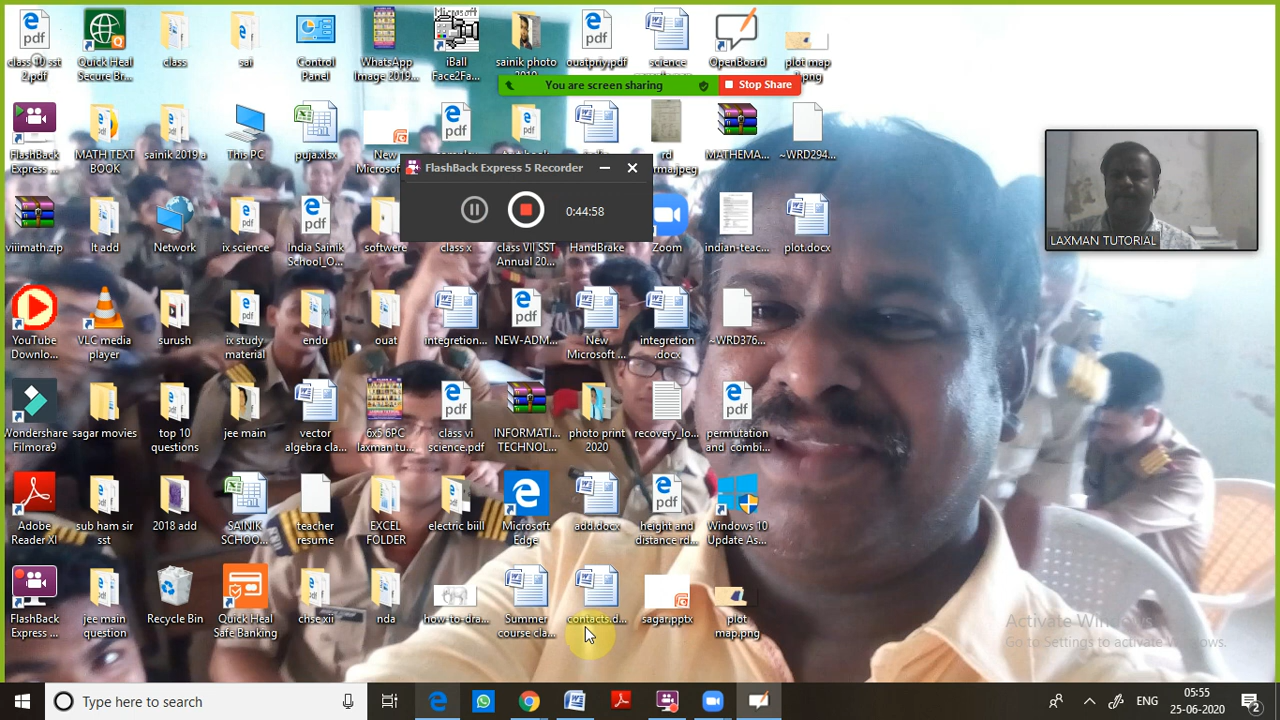 class 10 sst
2.pdf
Quick Heal
Secure Br...
class
sai
Control
Panel
WhatsApp
Image 2019...
Microsoft
iBall
Face2Fa...
sainik photo
2019
ouatpriy.pdf
science
OpenBoard
plot map
.png
You are screen sharing
Stop Share
FlashBack
Express ...
MATH TEXT
BOOK
sainik 2019 a
This PC
puja.xlsx
New
Microsof...
rd
MATHEMA...
~WRD294...
FlashBack Express 5 Recorder
0:44:58
LAXMAN TUTORIAL
viiimath.zip
It add
Network
ix science
India Sainik
School_O...
softwere
class x
class VII SST
Annual 20...
HandBrake
Zoom
indian-teac...
plot.docx
YouTube
Downlo...
VLC media
player
surush
ix study
material
endu
ouat
integretion...
NEW-ADM...
New
Microsoft ...
integretion
.docx
~WRD376...
Wondershare
Filmora9
sagar movies
top 10
questions
jee main
vector
algebra cla...
6x5 6PC
laxman tu...
class vi
science.pdf
INFORMATI...
TECHNOL...
photo print
2020
recovery_lo...
permutation
and combi...
Adobe
Reader XI
sub ham sir
sst
2018 add
SAINIK
SCHOO...
teacher
resume
EXCEL
FOLDER
electric biill
Microsoft
Edge
add.docx
height and
distance rd...
Windows 10
Update As...
FlashBack
Express ...
jee main
question
Recycle Bin
Quick Heal
Safe Banking
chse xii
nda
how-to-dra...
Summer
course cla...
contacts.d...
sagar.pptx
plot
map.png
Activate Windows
Go to Settings to activate Windows.
Type here to search
ENG
05:55
25-06-2020
2